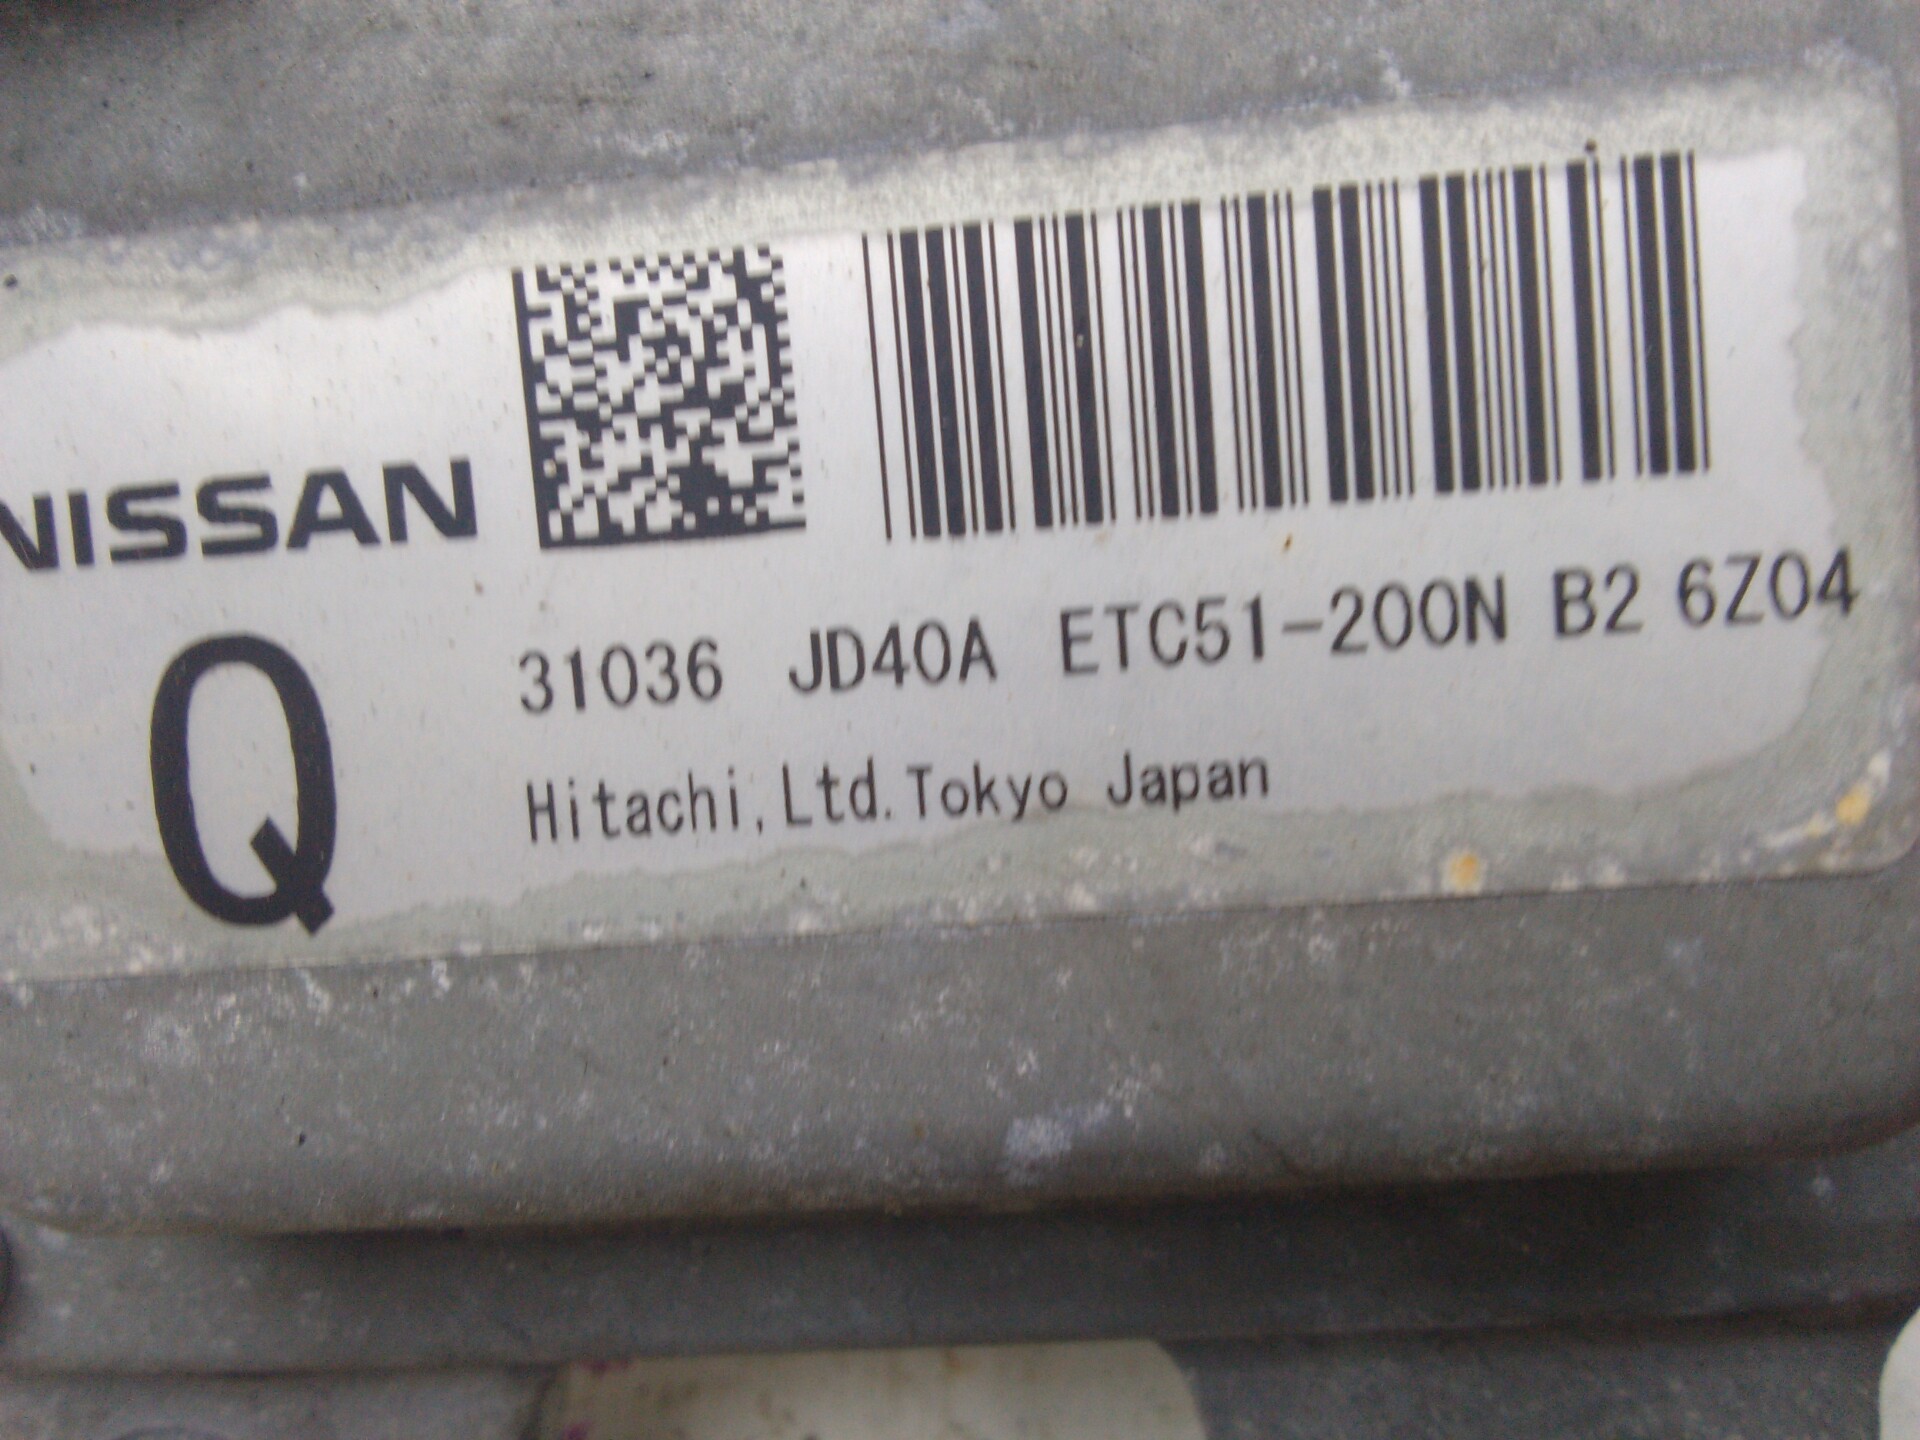 NISSAN
Q
31036 JD40A ETC51-200N B2 6Z04
Hitachi, Ltd. Tokyo Japan